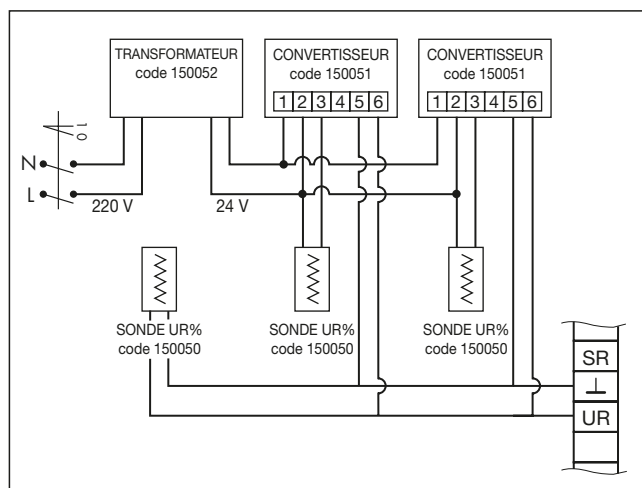 TRANSFORMATEUR
code 150052
CONVERTISSEUR
code 150051
1 2 3 4 5 6
CONVERTISSEUR
code 150051
1 2 3 4 5 6
1 0
N
L
220 V
24 V
SONDE UR%
code 150050
SONDE UR%
code 150050
SONDE UR%
code 150050
SR
⊥
UR